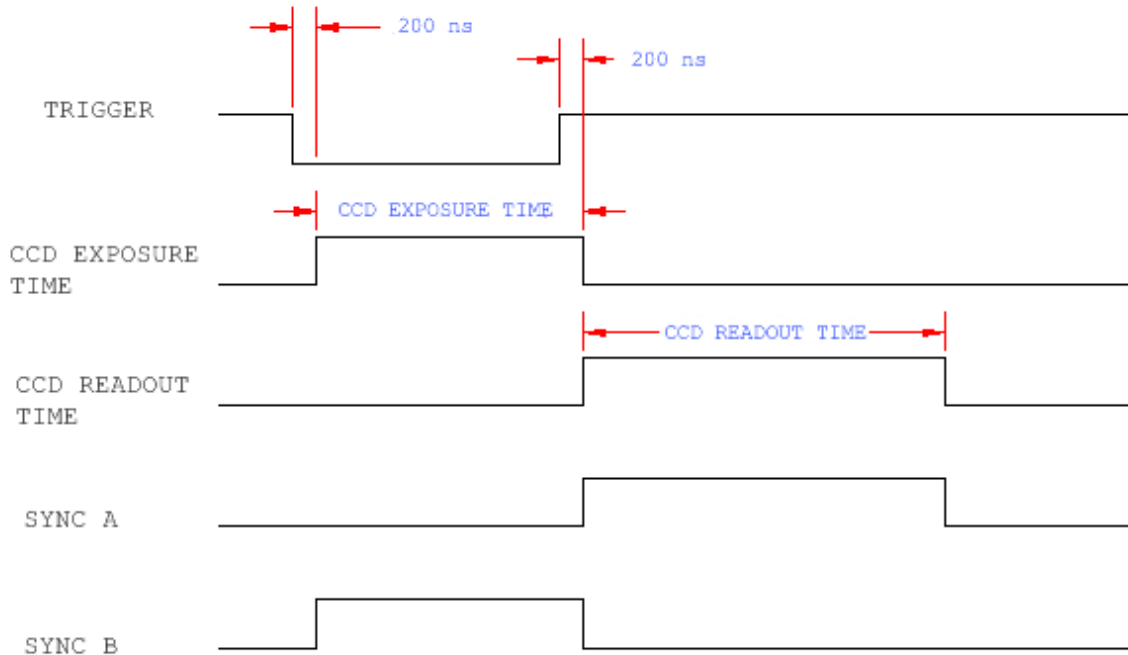 200 ns
200 ns
TRIGGER
CCD EXPOSURE TIME
CCD EXPOSURE
TIME
CCD READOUT TIME
CCD READOUT
TIME
SYNC A
SYNC B